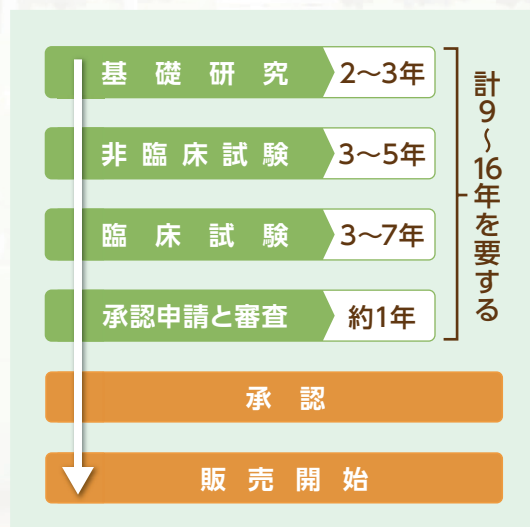 基礎研究 2～3年
非臨床試験 3～5年
臨床試験 3～7年
承認申請と審査 約1年
計9～16年を要する
承認
販売開始